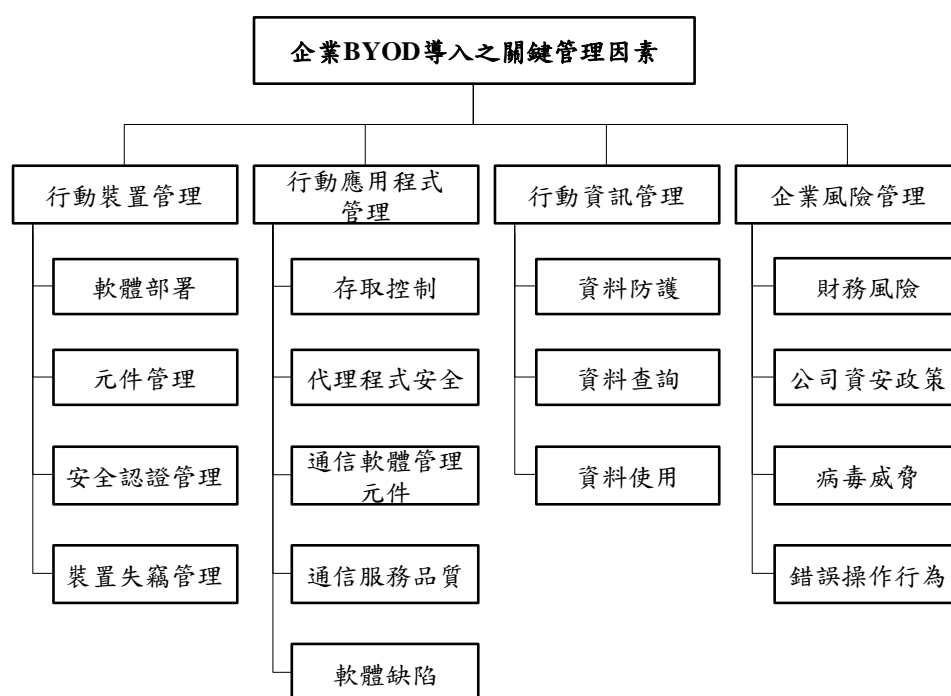 企業BYOD導入之關鍵管理因素
行動裝置管理
軟體部署
元件管理
安全認證管理
裝置失竊管理
行動應用程式
管理
存取控制
代理程式安全
通信軟體管理
元件
通信服務品質
軟體缺陷
行動資訊管理
資料防護
資料查詢
資料使用
企業風險管理
財務風險
公司資安政策
病毒威脅
錯誤操作行為